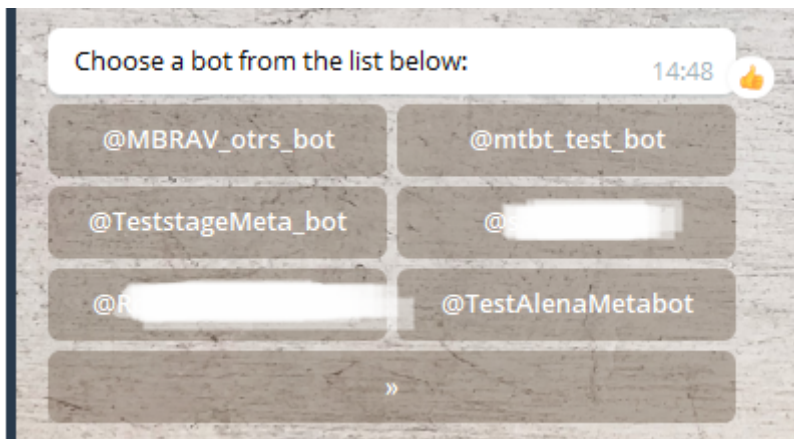 Choose a bot from the list below:
14:48
@MBRAV_otrs_bot
@mtbt_test_bot
@TeststageMeta_bot
@TestAlenaMetabot
»